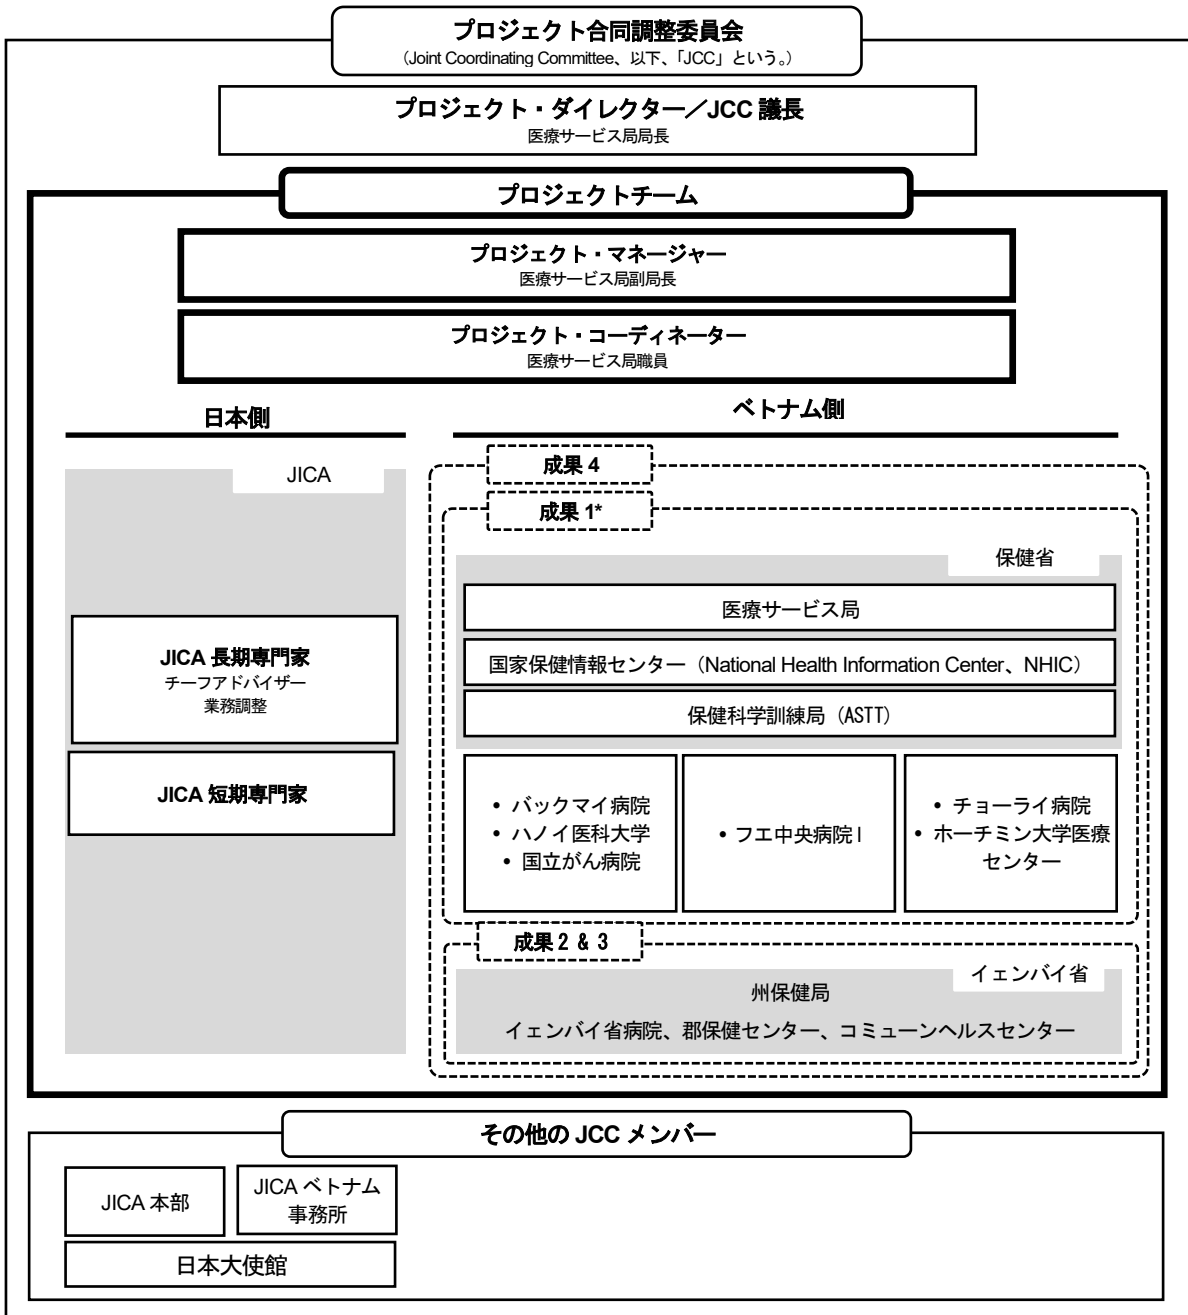 プロジェクト合同調整委員会
（Joint Coordinating Committee、以下、「JCC」という。）
プロジェクト・ダイレクター／JCC 議長
医療サービス局局長
プロジェクトチーム
プロジェクト・マネージャー
医療サービス局副局長
プロジェクト・コーディネーター
医療サービス局職員
日本側
ベトナム側
JICA
JICA 長期専門家
チーフアドバイザー
業務調整
JICA 短期専門家
成果 4
成果 1*
保健省
医療サービス局
国家保健情報センター（National Health Information Center、NHIC）
保健科学訓練局（ASTT）
• バックマイ病院
• ハノイ医科大学
• 国立がん病院
• フエ中央病院 I
• チョーライ病院
• ホーチミン大学医療
センター
成果 2 & 3
イェンバイ省
州保健局
イェンバイ省病院、郡保健センター、コミューンヘルスセンター
その他の JCC メンバー
JICA 本部
JICA ベトナム
事務所
日本大使館